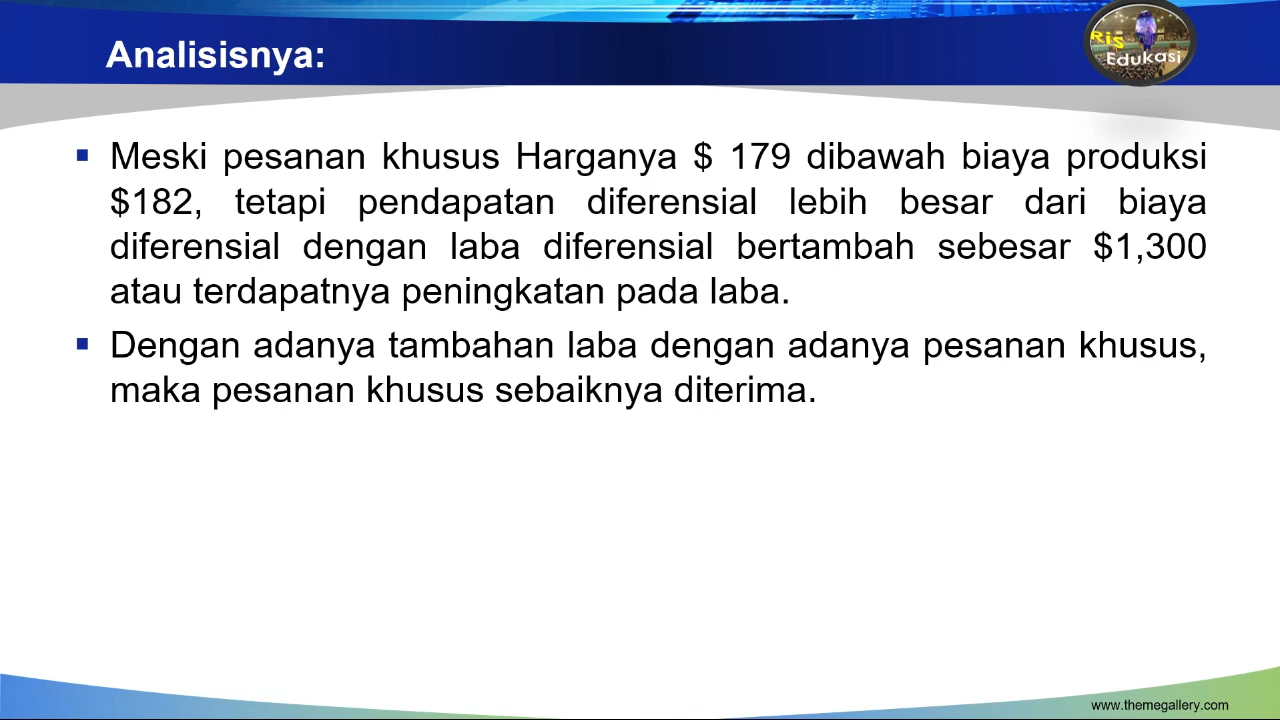 Analisisnya:
Ris
Edukasi
Meski pesanan khusus Harganya $ 179 dibawah biaya produksi
$182, tetapi pendapatan diferensial lebih besar dari biaya
diferensial dengan laba diferensial bertambah sebesar $1,300
atau terdapatnya peningkatan pada laba.
Dengan adanya tambahan laba dengan adanya pesanan khusus,
maka pesanan khusus sebaiknya diterima.
www.themegallery.com